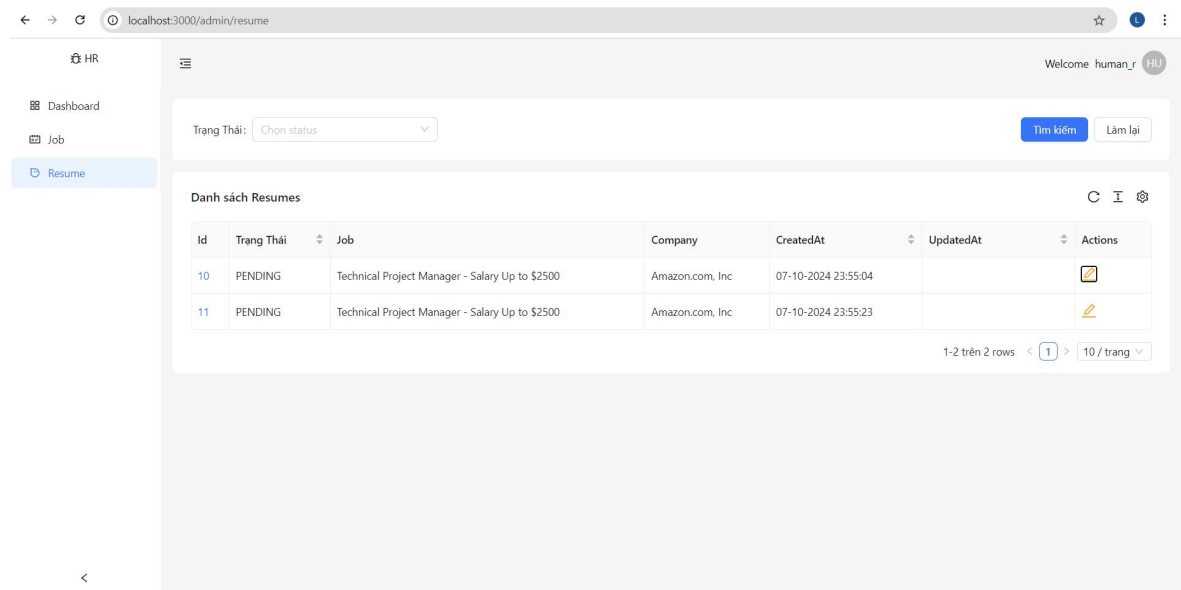 localhost:3000/admin/resume
L
HR
Welcome human_r HU
Dashboard
Job
Resume
Trạng Thái: Chọn status
Tìm kiếm Làm lại
Danh sách Resumes
Id Trạng Thái Job Company CreatedAt UpdatedAt Actions
10 PENDING Technical Project Manager - Salary Up to $2500 Amazon.com, Inc 07-10-2024 23:55:04
11 PENDING Technical Project Manager - Salary Up to $2500 Amazon.com, Inc 07-10-2024 23:55:23
1-2 trên 2 rows < 1 > 10 / trang